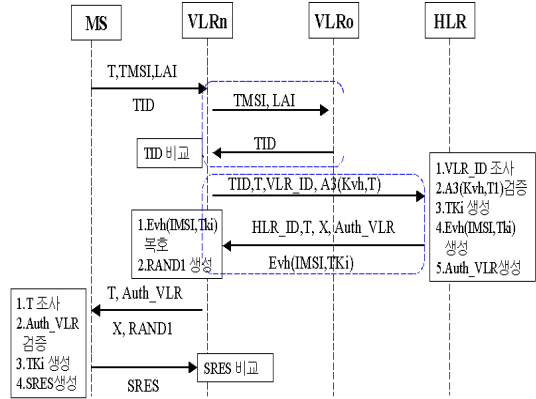 MS
VLRn
VLRo
HLR
T,TMSI,LAI
TID
TMSI, LAI
TID
TID 비교
TID,T,VLR_ID, A3(Kvh,T)
HLR_ID,T, X, Auth_VLR
Evh(IMSI,TKi)
1.VLR_ID 조사
2.A3(Kvh,T1)검증
3.TKi 생성
4.Evh(IMSI,Tki)
생성
5.Auth_VLR생성
1.Evh(IMSI,Tki)
복호
2.RAND1 생성
T, Auth_VLR
X, RAND1
1.T 조사
2.Auth_VLR
검증
3.TKi 생성
4.SRES생성
SRES
SRES 비교